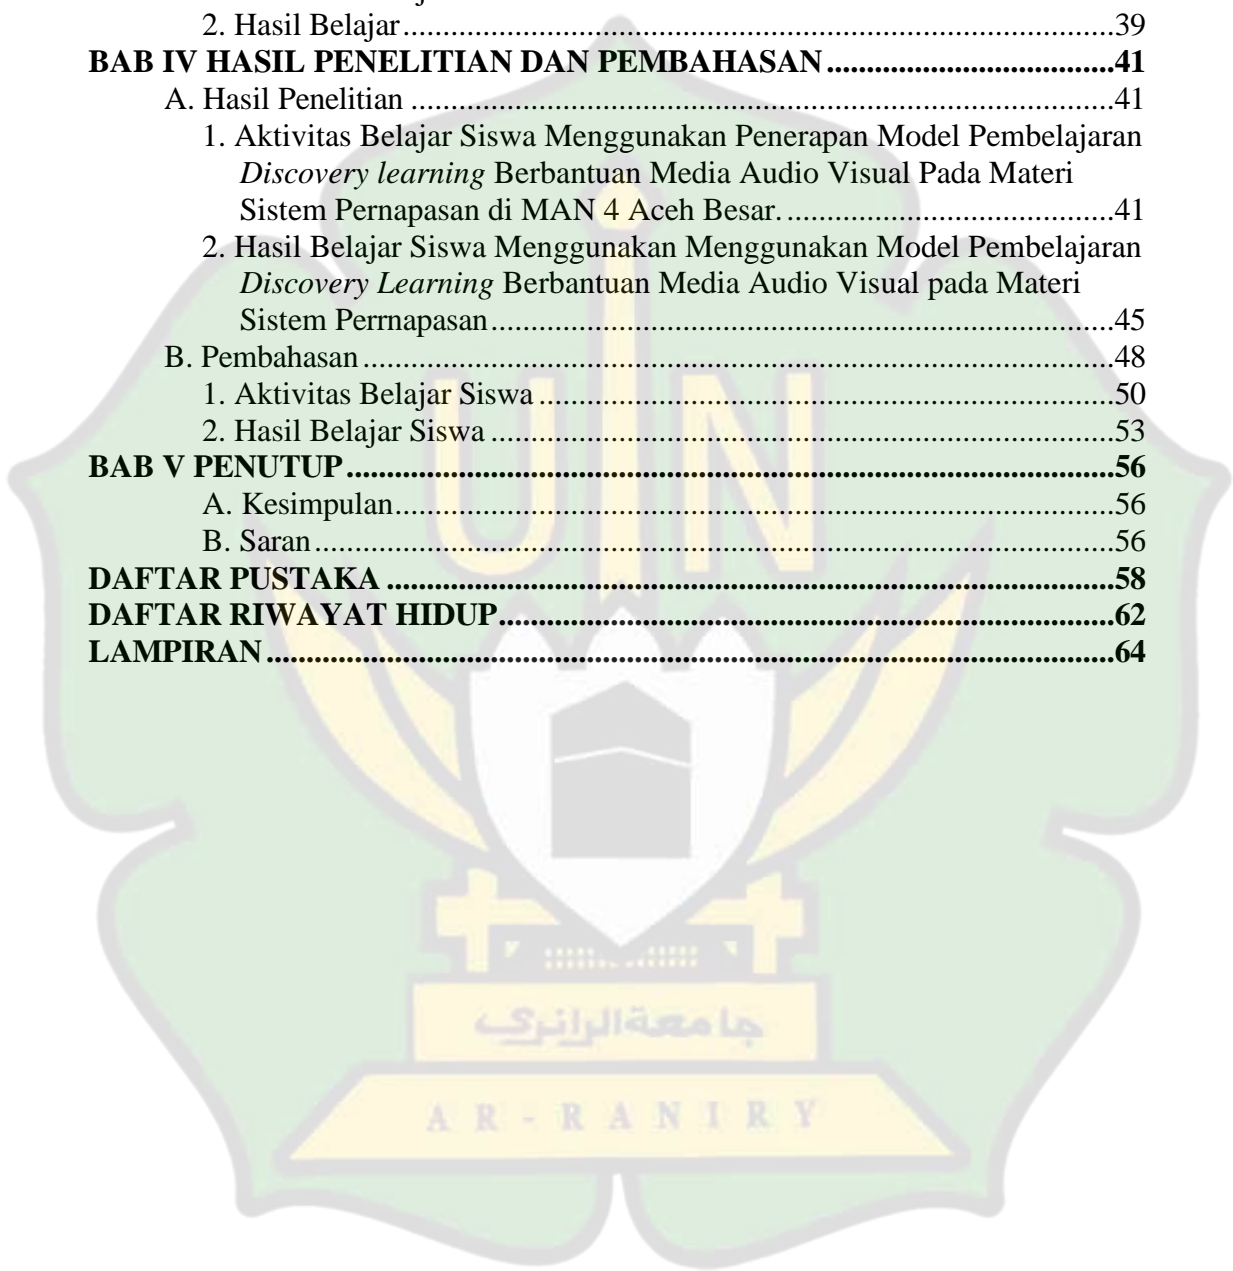 2. Hasil Belajar........................................................................................39
BAB IV HASIL PENELITIAN DAN PEMBAHASAN....................................41
A. Hasil Penelitian ...........................................................................................41
1. Aktivitas Belajar Siswa Menggunakan Penerapan Model Pembelajaran
Discovery learning Berbantuan Media Audio Visual Pada Materi
Sistem Pernapasan di MAN 4 Aceh Besar. .........................................41
2. Hasil Belajar Siswa Menggunakan Menggunakan Model Pembelajaran
Discovery Learning Berbantuan Media Audio Visual pada Materi
Sistem Perrnapasan..............................................................................45
B. Pembahasan ................................................................................................48
1. Aktivitas Belajar Siswa ........................................................................50
2. Hasil Belajar Siswa ..............................................................................53
BAB V PENUTUP................................................................................................56
A. Kesimpulan..........................................................................................56
B. Saran....................................................................................................56
DAFTAR PUSTAKA ...........................................................................................58
DAFTAR RIWAYAT HIDUP.............................................................................62
LAMPIRAN..........................................................................................................64
UIN
جامعة الرانري
AR-RANIRY